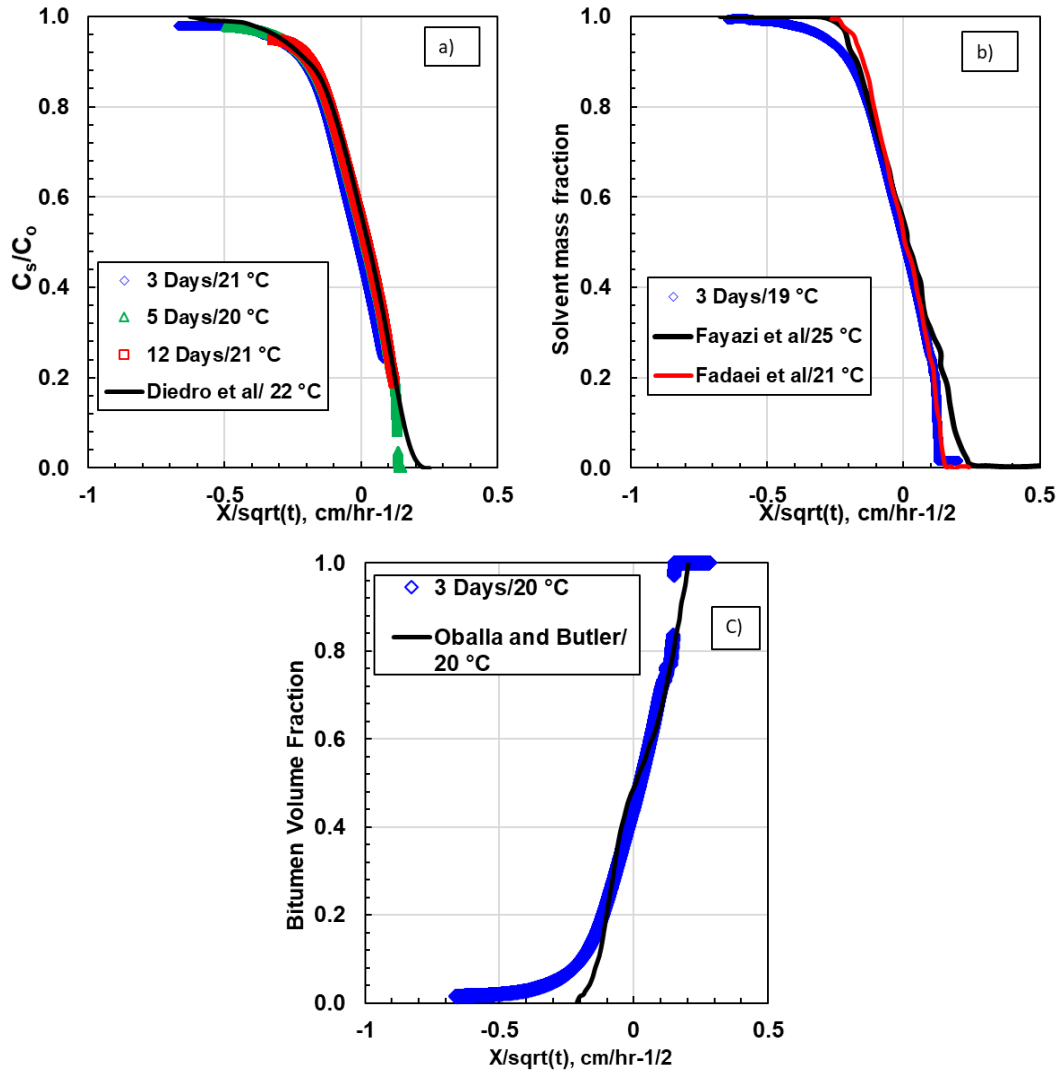 a)
1.0
0.8
0.6
0.4
0.2
0.0
Cs/Co
3 Days/21 °C
5 Days/20 °C
12 Days/21 °C
Diedro et al/ 22 °C
-1
-0.5
0
0.5
X/sqrt(t), cm/hr-1/2
b)
1.0
0.8
0.6
0.4
0.2
0.0
Solvent mass fraction
3 Days/19 °C
Fayazi et al/25 °C
Fadaei et al/21 °C
-1
-0.5
0
0.5
X/sqrt(t), cm/hr-1/2
C)
1.0
0.8
0.6
0.4
0.2
0.0
Bitumen Volume Fraction
3 Days/20 °C
Oballa and Butler/
20 °C
-1
-0.5
0
0.5
X/sqrt(t), cm/hr-1/2